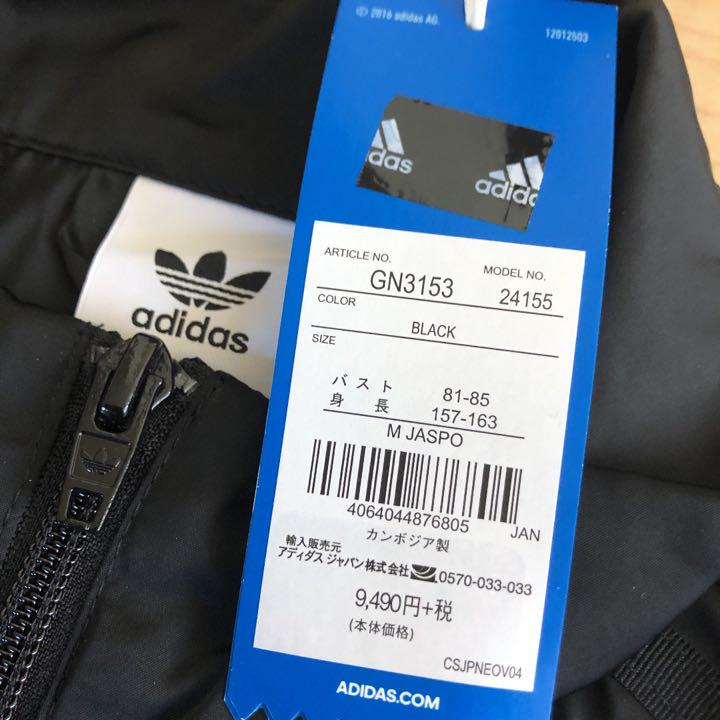 © 2016 adidas AG.
12012503
adidas
adidas
adidas
ARTICLE NO.
GN3153
MODEL NO.
24155
COLOR
BLACK
SIZE
バスト 81-85
身長 157-163
M JASPO
4064044876805 JAN
カンボジア製
輸入販売元
アディダス ジャパン株式会社 0570-033-033
9,490円+税
(本体価格)
CSJPNEOV04
ADIDAS.COM